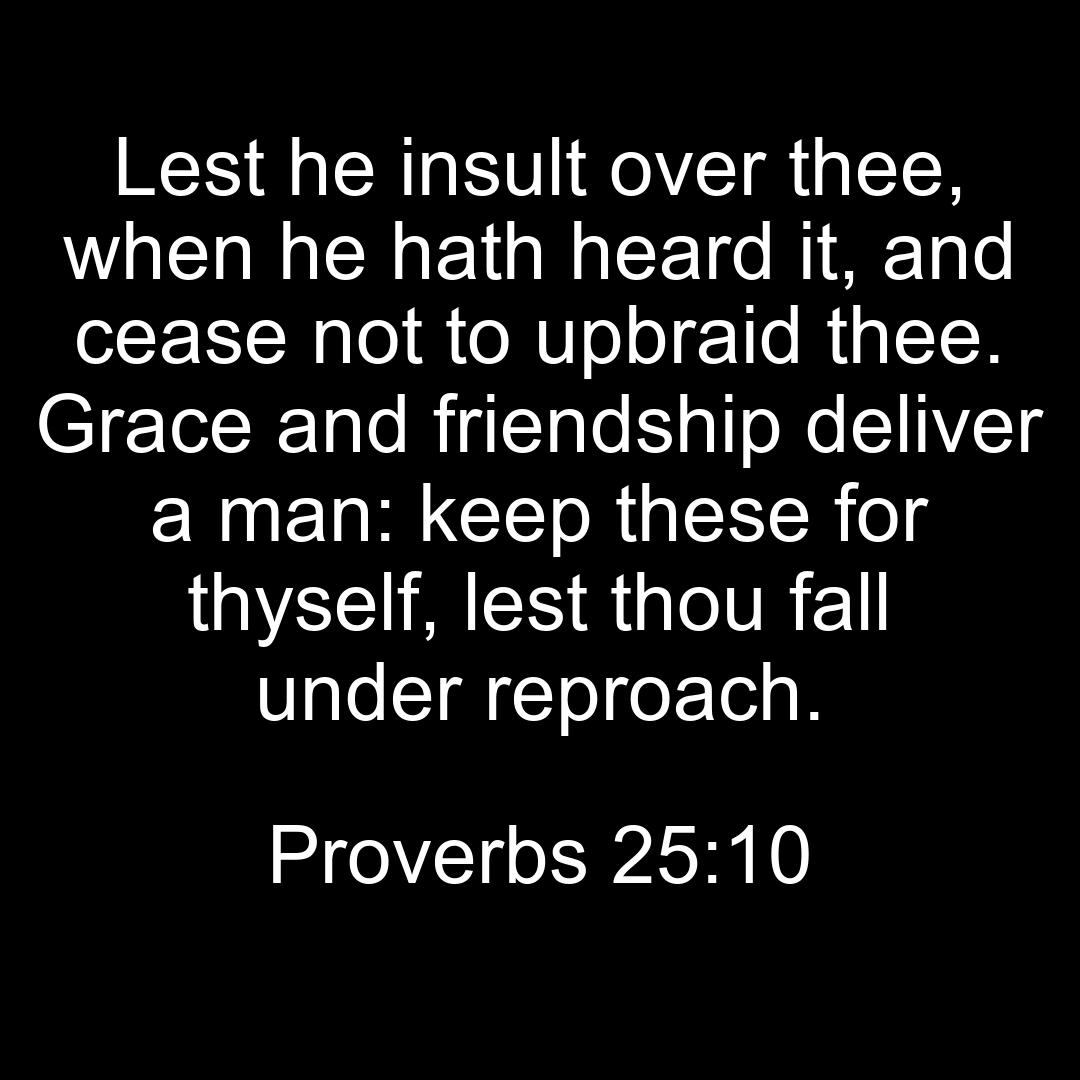 Lest he insult over thee,
when he hath heard it, and
cease not to upbraid thee.
Grace and friendship deliver
a man: keep these for
thyself, lest thou fall
under reproach.
Proverbs 25:10